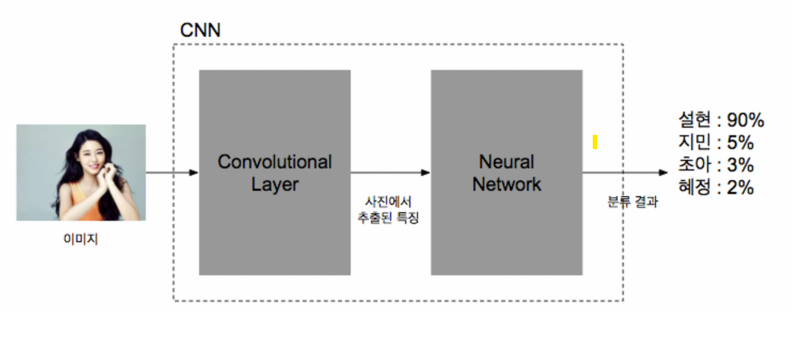 CNN
Convolutional
Layer
Neural
Network
사진에서
추출된 특징
분류 결과
이미지
설현 : 90%
지민 : 5%
초아 : 3%
혜정 : 2%